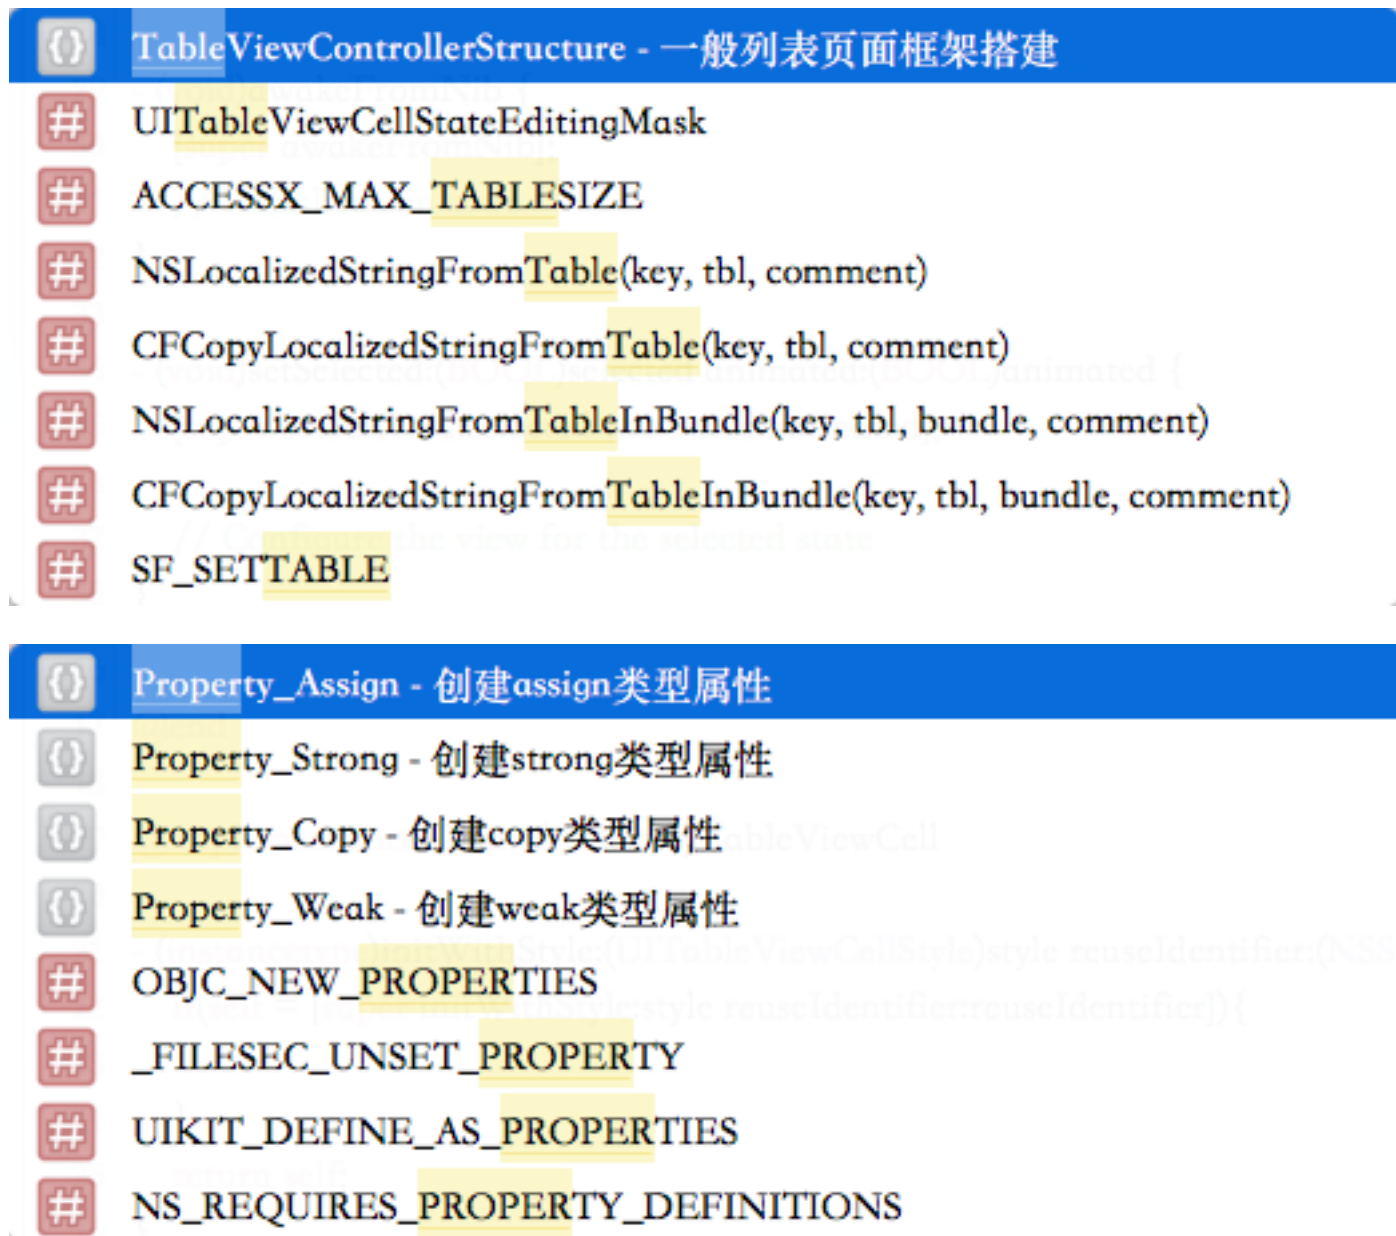 TableViewControllerStructure - 一般列表页面框架搭建
UITableViewCellStateEditingMask
ACCESSX_MAX_TABLESIZE
NSLocalizedStringFromTable(key, tbl, comment)
CFCopyLocalizedStringFromTable(key, tbl, comment)
NSLocalizedStringFromTableInBundle(key, tbl, bundle, comment)
CFCopyLocalizedStringFromTableInBundle(key, tbl, bundle, comment)
SF_SETTABLE
Property_Assign - 创建assign类型属性
Property_Strong - 创建strong类型属性
Property_Copy - 创建copy类型属性
Property_Weak - 创建weak类型属性
OBJC_NEW_PROPERTIES
_FILESEC_UNSET_PROPERTY
UIKIT_DEFINE_AS_PROPERTIES
NS_REQUIRES_PROPERTY_DEFINITIONS